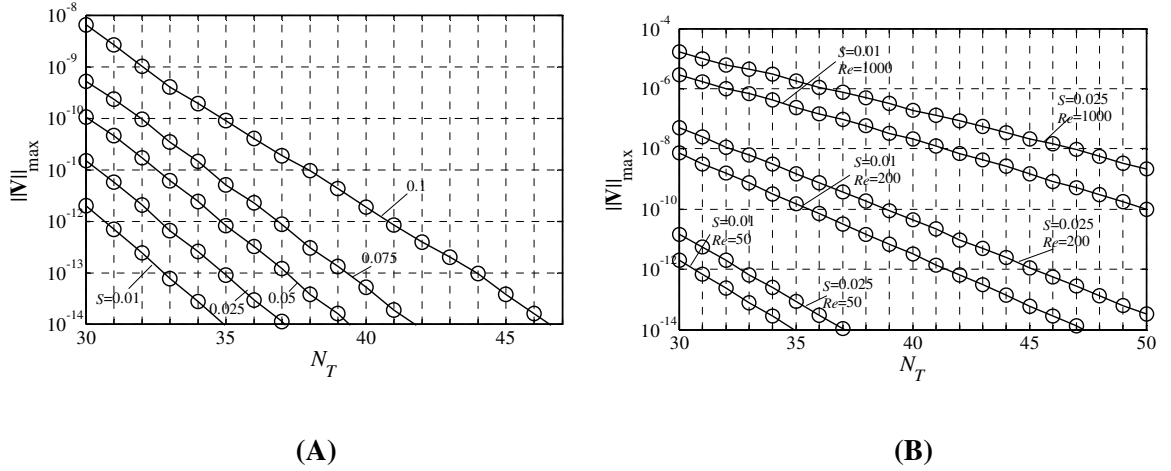 10^-8
10^-9
10^-10
10^-11
10^-12
10^-13
10^-14
||V||max
30
35
40
45
N_T
S=0.01
0.025
0.05
0.075
0.1
(A)
10^-4
10^-6
10^-8
10^-10
10^-12
10^-14
||V||max
30
35
40
45
50
N_T
S=0.01
Re=1000
S=0.025
Re=1000
S=0.01
Re=200
S=0.025
Re=200
S=0.01
Re=50
S=0.025
Re=50
(B)